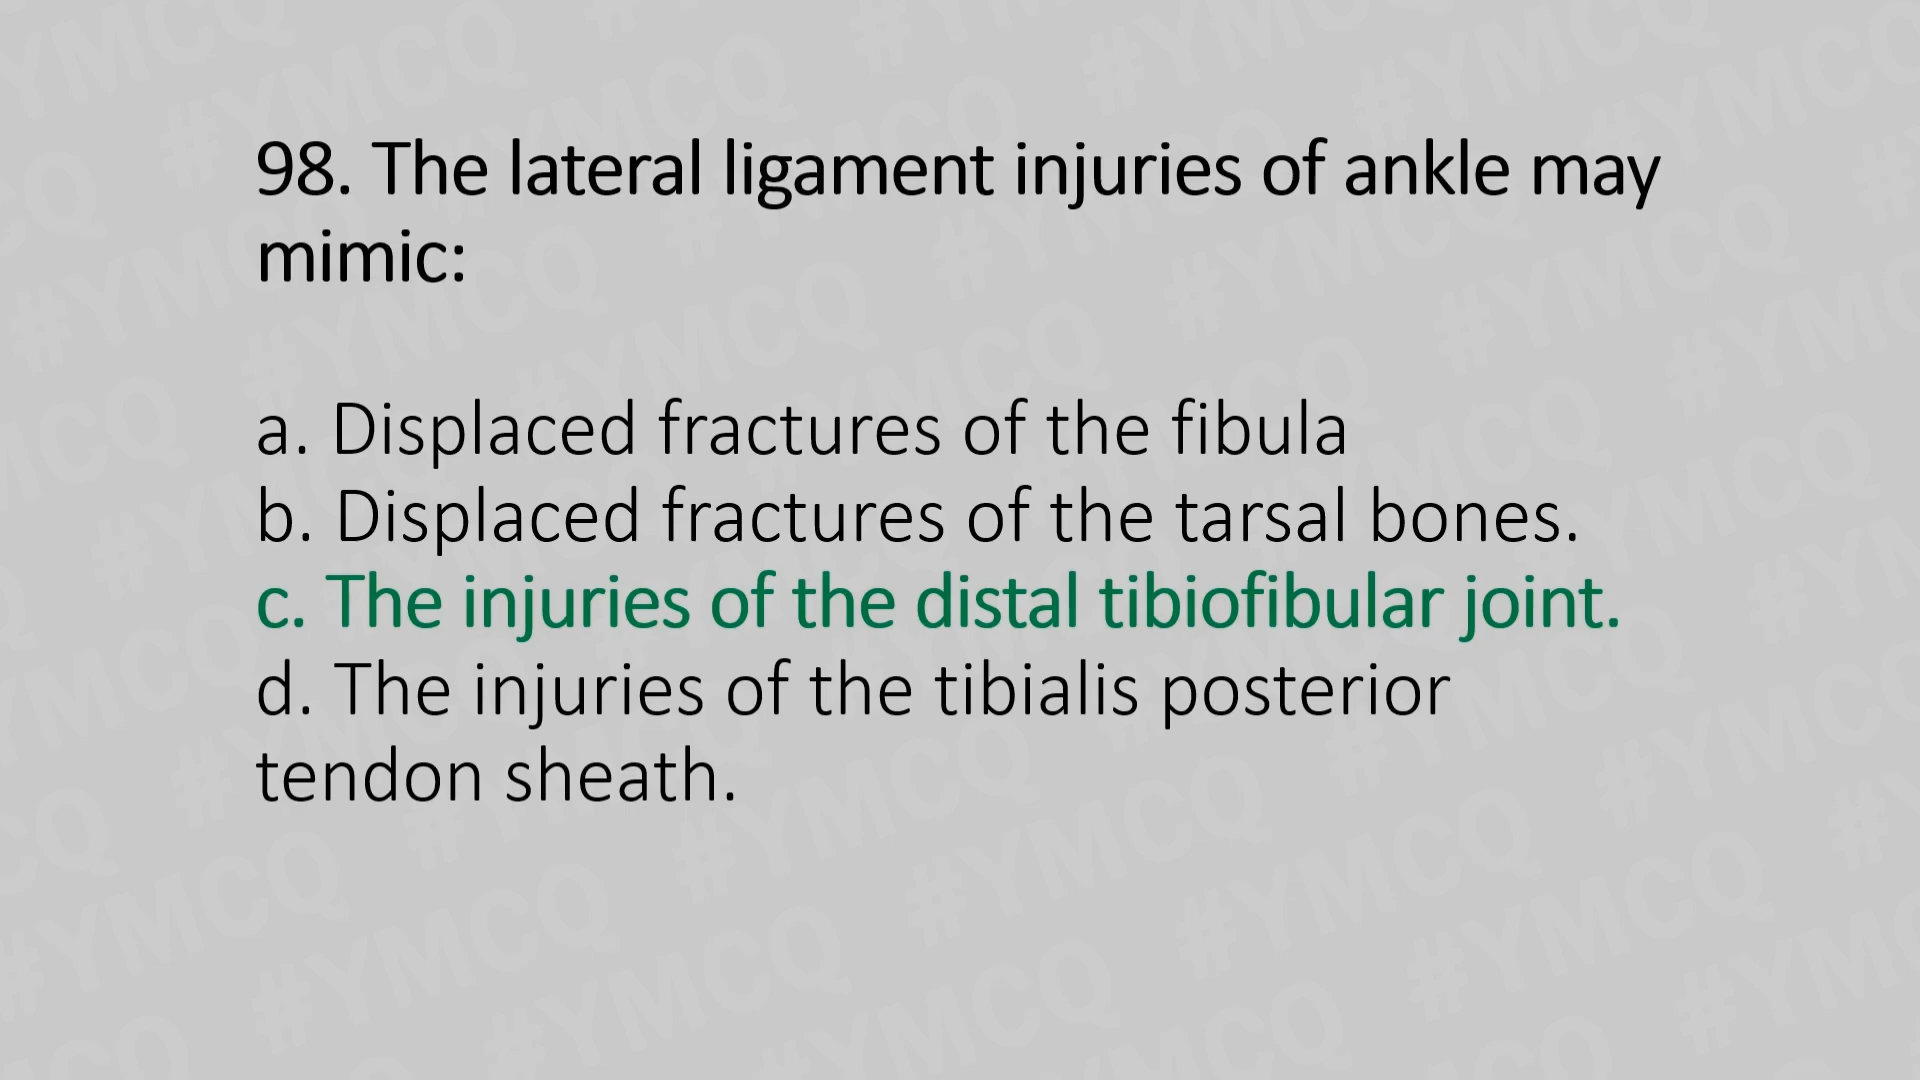 98. The lateral ligament injuries of ankle may
mimic:
a. Displaced fractures of the fibula
b. Displaced fractures of the tarsal bones.
c. The injuries of the distal tibiofibular joint.
d. The injuries of the tibialis posterior
tendon sheath.
#YMCQ